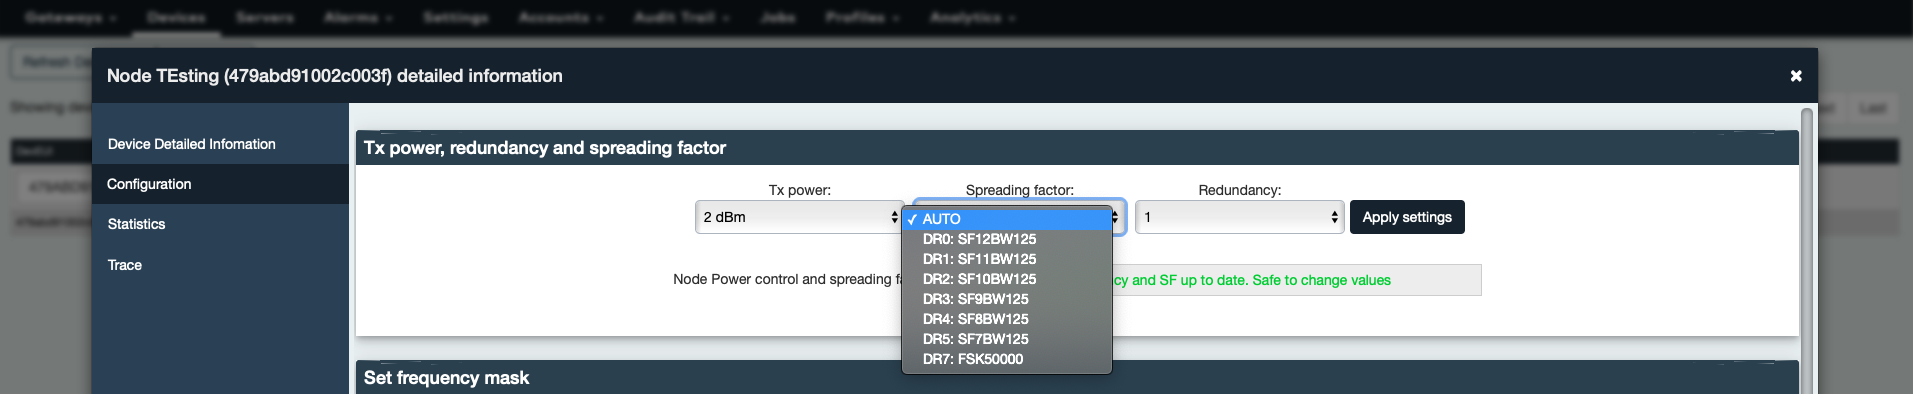 Gateways Devices Servers Alarms Settings Accounts Audit Trail Jobs Profiles Analytics
Node TEsting (479abd91002c003f) detailed information
Device Detailed Infomation
Configuration
Statistics
Trace
Tx power, redundancy and spreading factor
Tx power: Spreading factor: Redundancy:
2 dBm 1 Apply settings
✓ AUTO
DR0: SF12BW125
DR1: SF11BW125
DR2: SF10BW125
DR3: SF9BW125
DR4: SF8BW125
DR5: SF7BW125
DR7: FSK50000
Node Power control and spreading cy and SF up to date. Safe to change values
Set frequency mask
Last